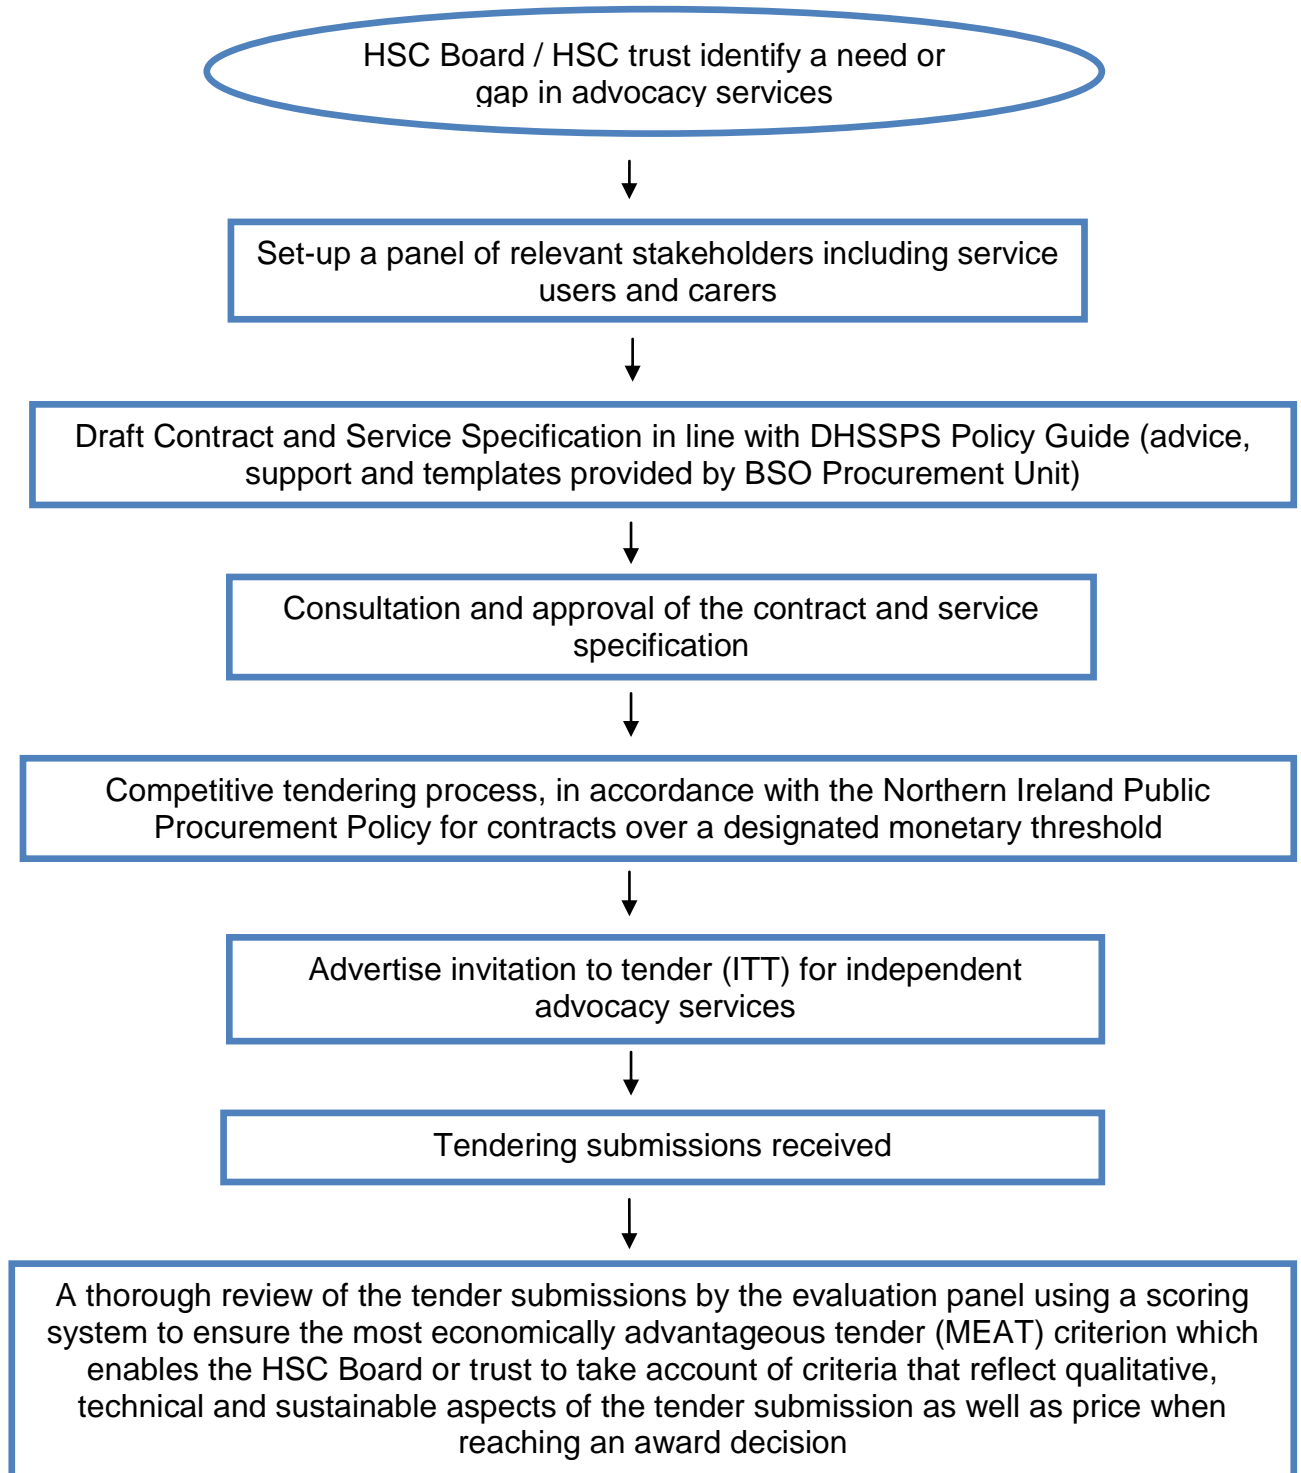 HSC Board / HSC trust identify a need or
gap in advocacy services
Set-up a panel of relevant stakeholders including service
users and carers
Draft Contract and Service Specification in line with DHSSPS Policy Guide (advice,
support and templates provided by BSO Procurement Unit)
Consultation and approval of the contract and service
specification
Competitive tendering process, in accordance with the Northern Ireland Public
Procurement Policy for contracts over a designated monetary threshold
Advertise invitation to tender (ITT) for independent
advocacy services
Tendering submissions received
A thorough review of the tender submissions by the evaluation panel using a scoring
system to ensure the most economically advantageous tender (MEAT) criterion which
enables the HSC Board or trust to take account of criteria that reflect qualitative,
technical and sustainable aspects of the tender submission as well as price when
reaching an award decision